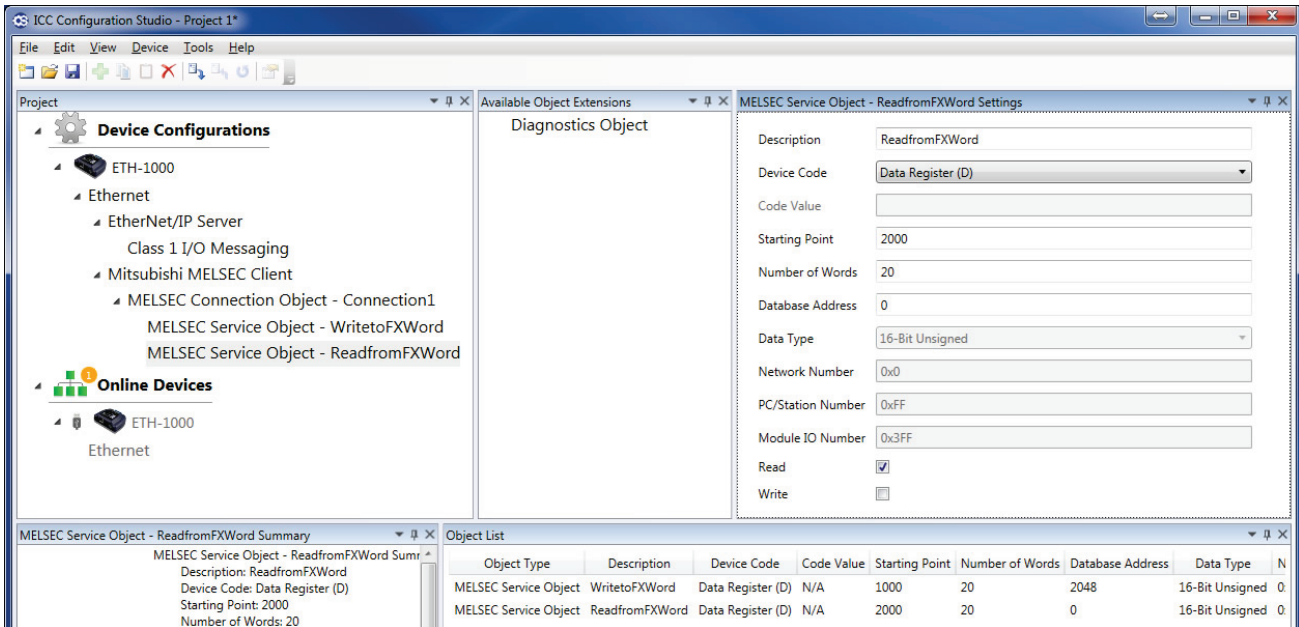 ICC Configuration Studio - Project 1*
File Edit View Device Tools Help
Project
Device Configurations
ETH-1000
Ethernet
EtherNet/IP Server
Class 1 I/O Messaging
Mitsubishi MELSEC Client
MELSEC Connection Object - Connection1
MELSEC Service Object - WritetoFXWord
MELSEC Service Object - ReadfromFXWord
1
Online Devices
ETH-1000
Ethernet
Available Object Extensions
Diagnostics Object
MELSEC Service Object - ReadfromFXWord Settings
Description ReadfromFXWord
Device Code Data Register (D)
Code Value
Starting Point 2000
Number of Words 20
Database Address 0
Data Type 16-Bit Unsigned
Network Number 0x0
PC/Station Number 0xFF
Module IO Number 0x3FF
Read
Write
MELSEC Service Object - ReadfromFXWord Summary
MELSEC Service Object - ReadfromFXWord Sumr
Description: ReadfromFXWord
Device Code: Data Register (D)
Starting Point: 2000
Number of Words: 20
Object List
Object Type Description Device Code Code Value Starting Point Number of Words Database Address Data Type N
MELSEC Service Object WritetoFXWord Data Register (D) N/A 1000 20 2048 16-Bit Unsigned 0
MELSEC Service Object ReadfromFXWord Data Register (D) N/A 2000 20 0 16-Bit Unsigned 0